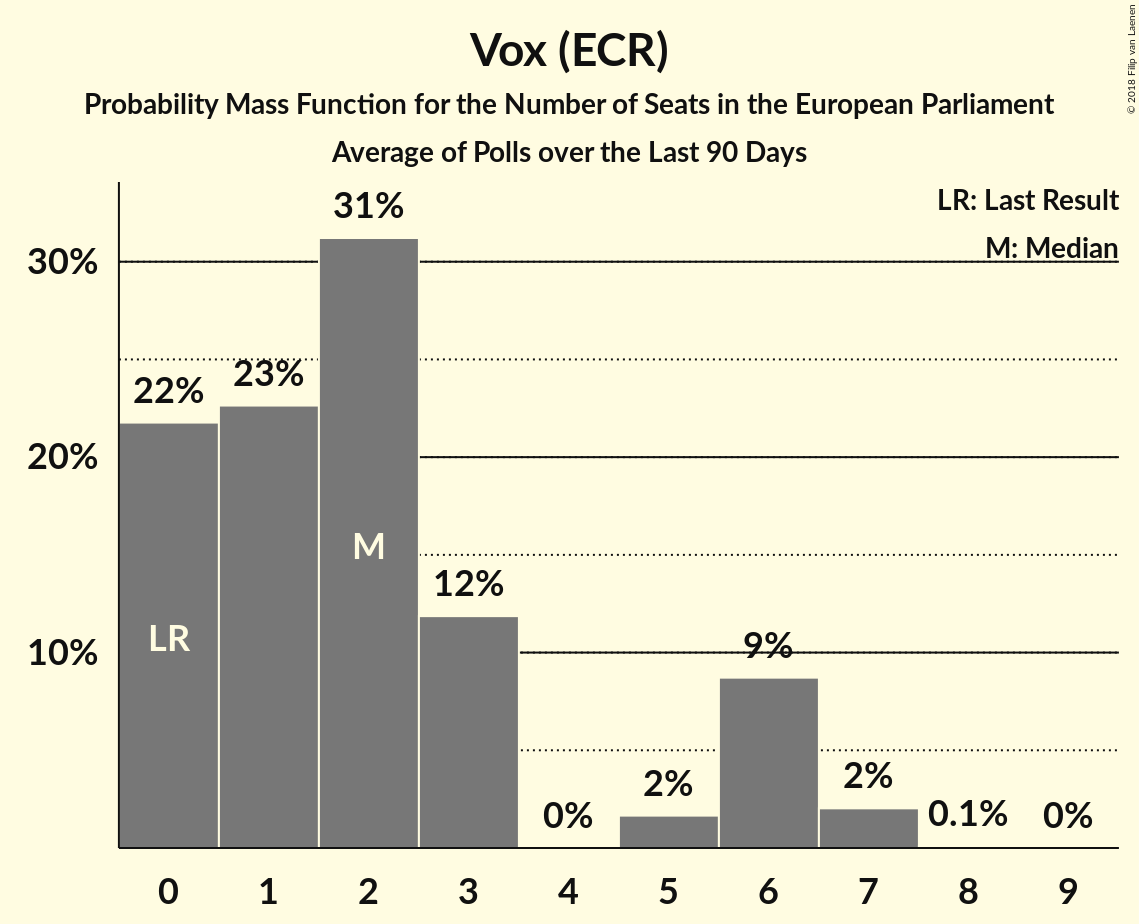 Vox (ECR)
Probability Mass Function for the Number of Seats in the European Parliament
Average of Polls over the Last 90 Days
© 2018 Filip van Laenen
LR: Last Result
M: Median
31%
30%
23%
22%
20%
M
12%
LR
10%
9%
2%
2%
0%
0.1%
0%
0 1 2 3 4 5 6 7 8 9